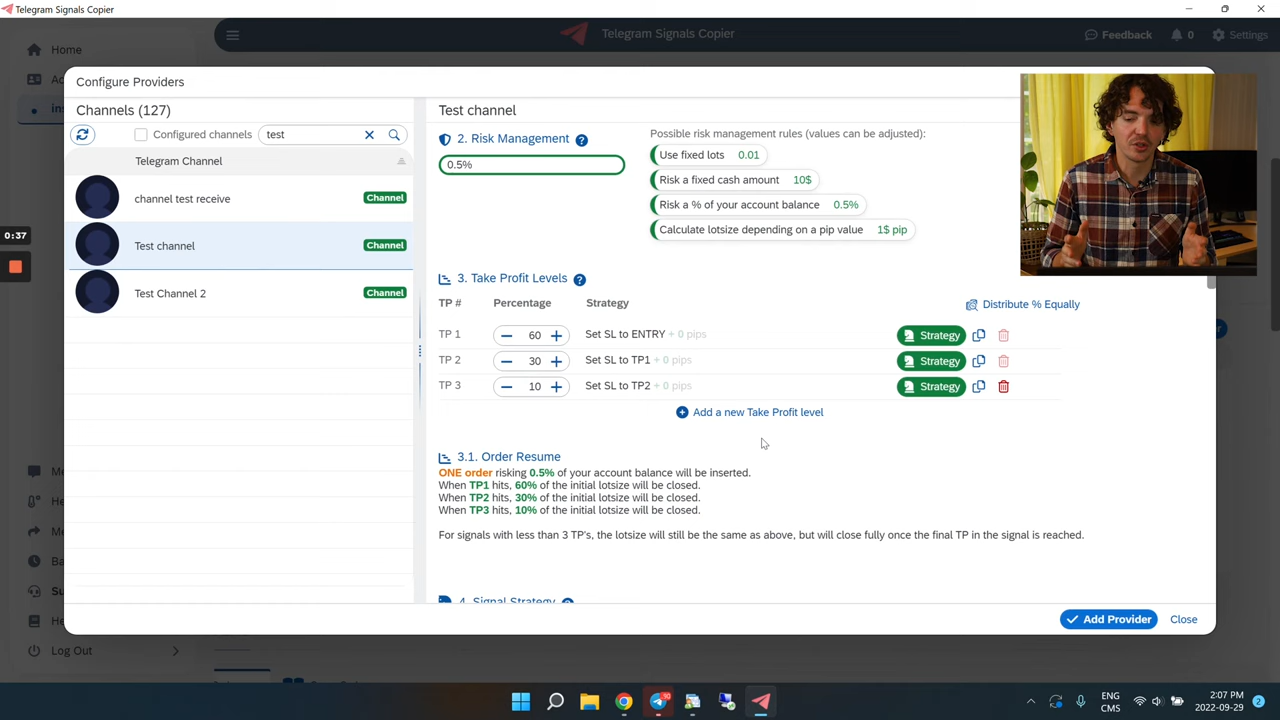 Telegram Signals Copier
Home
Telegram Signals Copier
Feedback
0
Settings
Configure Providers
Channels (127)
Configured channels
test
Telegram Channel
channel test receive
Channel
Test channel
Channel
Test Channel 2
Channel
0:37
Log Out
Test channel
2. Risk Management
0.5%
Possible risk management rules (values can be adjusted):
Use fixed lots 0.01
Risk a fixed cash amount 10$
Risk a % of your account balance 0.5%
Calculate lotsize depending on a pip value 1$ pip
3. Take Profit Levels
TP # Percentage Strategy
Distribute % Equally
TP 1 60 Set SL to ENTRY + 0 pips Strategy
TP 2 30 Set SL to TP1 + 0 pips Strategy
TP 3 10 Set SL to TP2 + 0 pips Strategy
Add a new Take Profit level
3.1. Order Resume
ONE order risking 0.5% of your account balance will be inserted.
When TP1 hits, 60% of the initial lotsize will be closed.
When TP2 hits, 30% of the initial lotsize will be closed.
When TP3 hits, 10% of the initial lotsize will be closed.
For signals with less than 3 TP's, the lotsize will still be the same as above, but will close fully once the final TP in the signal is reached.
4. Signal Strategy
Add Provider
Close
ENG
CMS
2:07 PM
2022-09-29
2